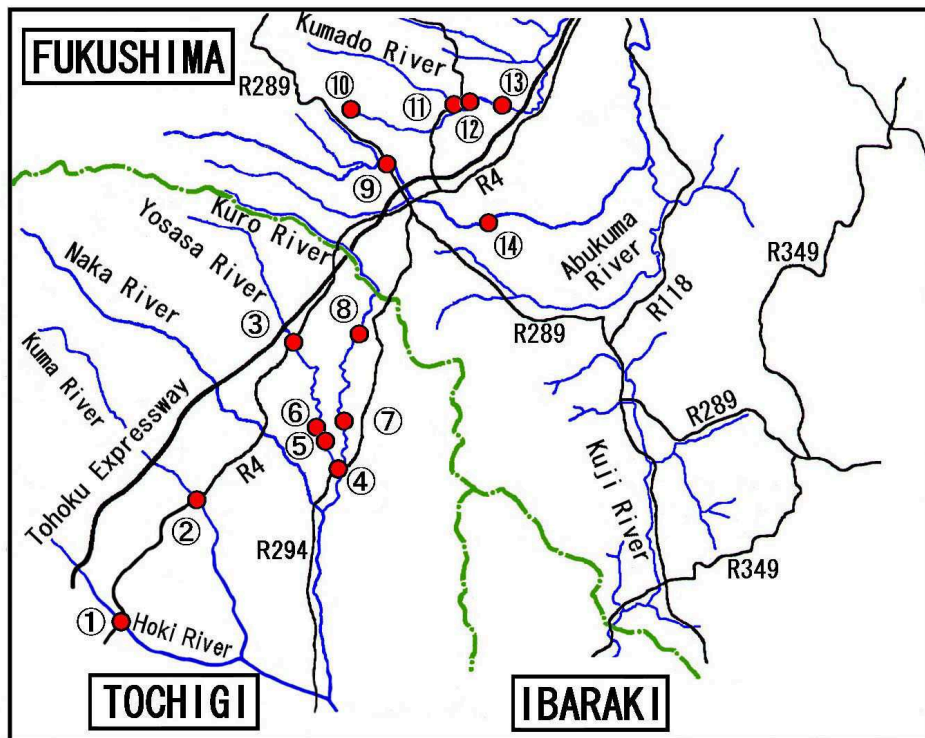 Kumado River
FUKUSHIMA
R289
⑩
⑪
⑫
⑬
R4
⑨
Kuro River
Yosasa River
Naka River
⑭
Abukuma
River
R349
R118
③
⑧
R289
Kuma River
Tohoku Expressway
⑥
⑤
⑦
R289
R4
④
②
Kuji River
R294
R349
①
Hoki River
TOCHIGI
IBARAKI